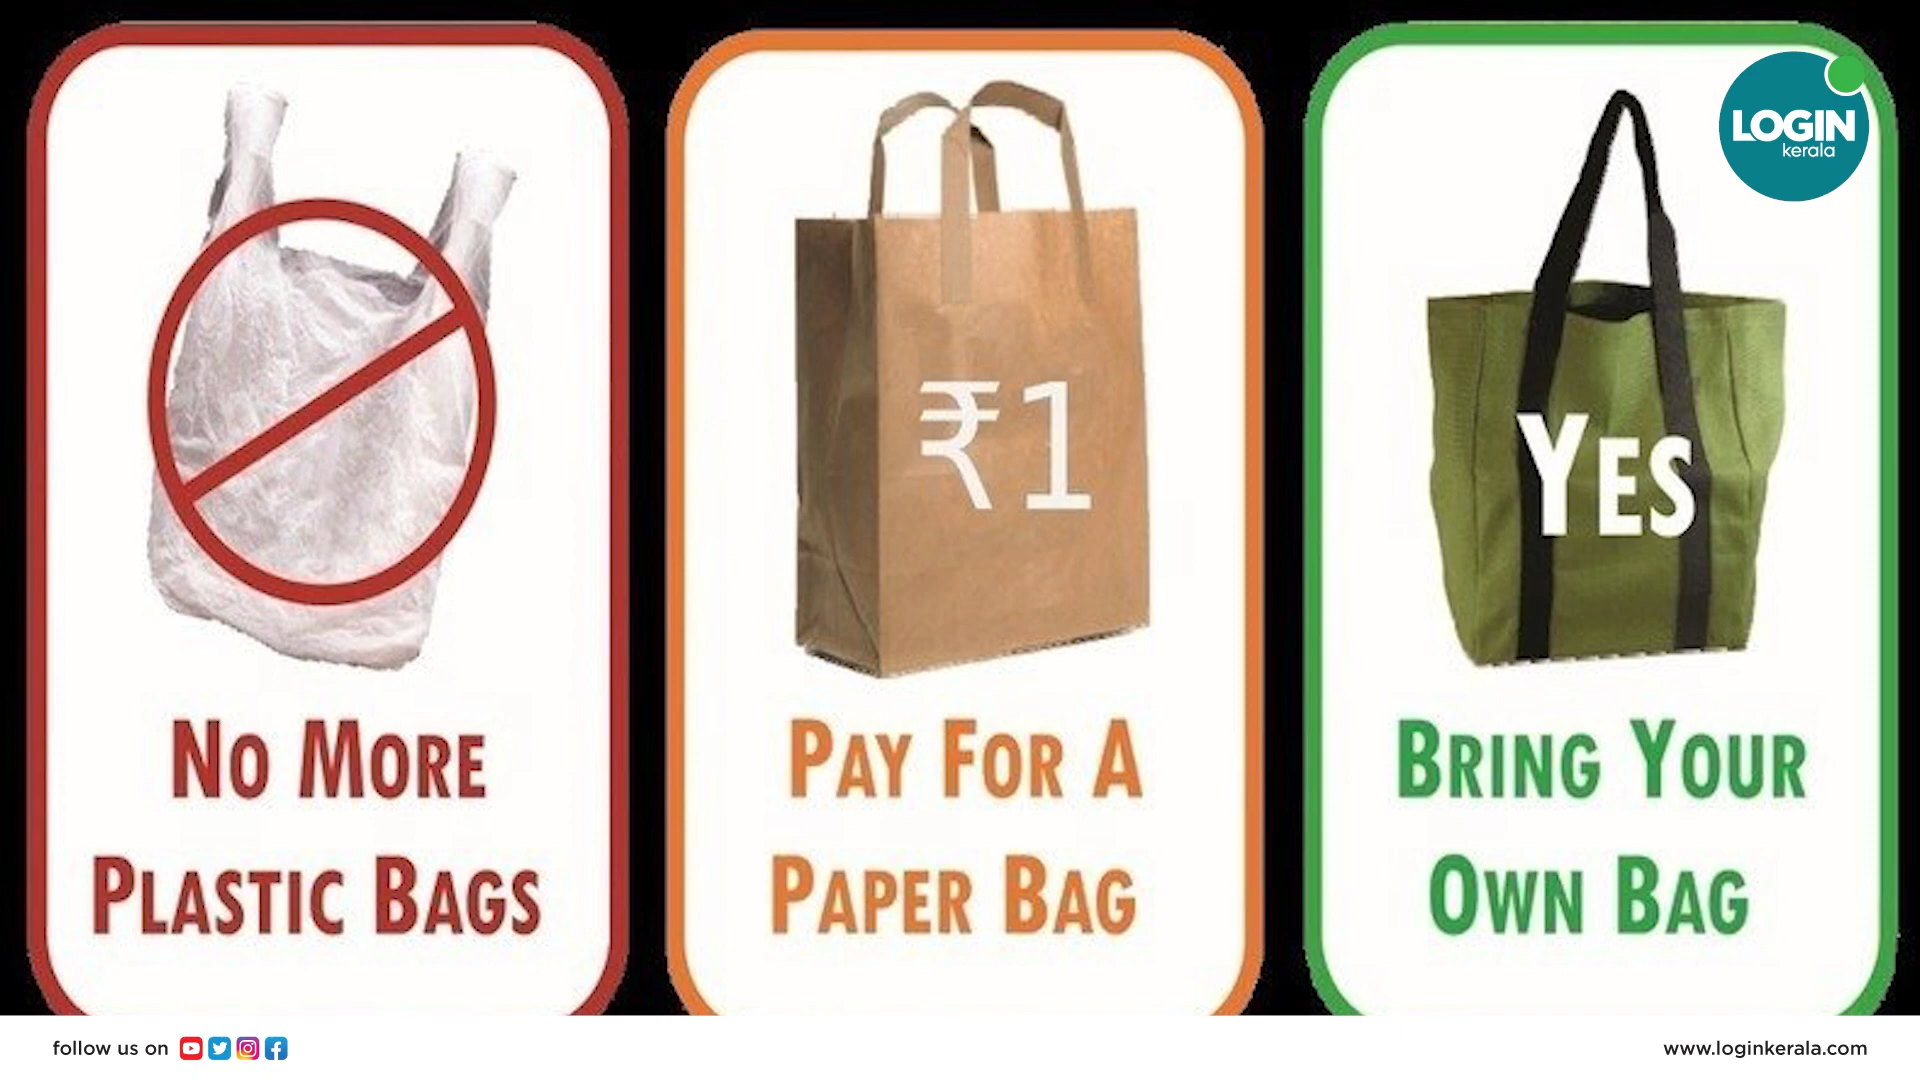 LOGIN
kerala
₹1
YES
NO MORE
PLASTIC BAGS
PAY FOR A
PAPER BAG
BRING YOUR
OWN BAG
follow us on
www.loginkerala.com